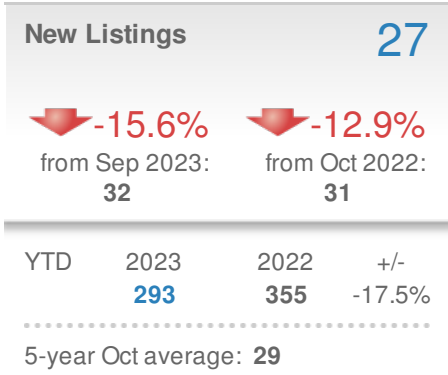 New Listings 27
-15.6% -12.9%
from Sep 2023: from Oct 2022:
32 31
YTD 2023 2022 +/-
293 355 -17.5%
5-year Oct average: 29